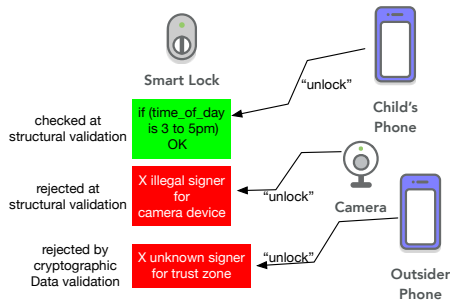 Smart Lock
"unlock"
Child's
Phone
checked at
structural validation
if (time_of_day
is 3 to 5pm)
OK
rejected at
structural validation
X illegal signer
for
camera device
"unlock"
Camera
rejected by
cryptographic
Data validation
X unknown signer
for trust zone
"unlock"
Outsider
Phone